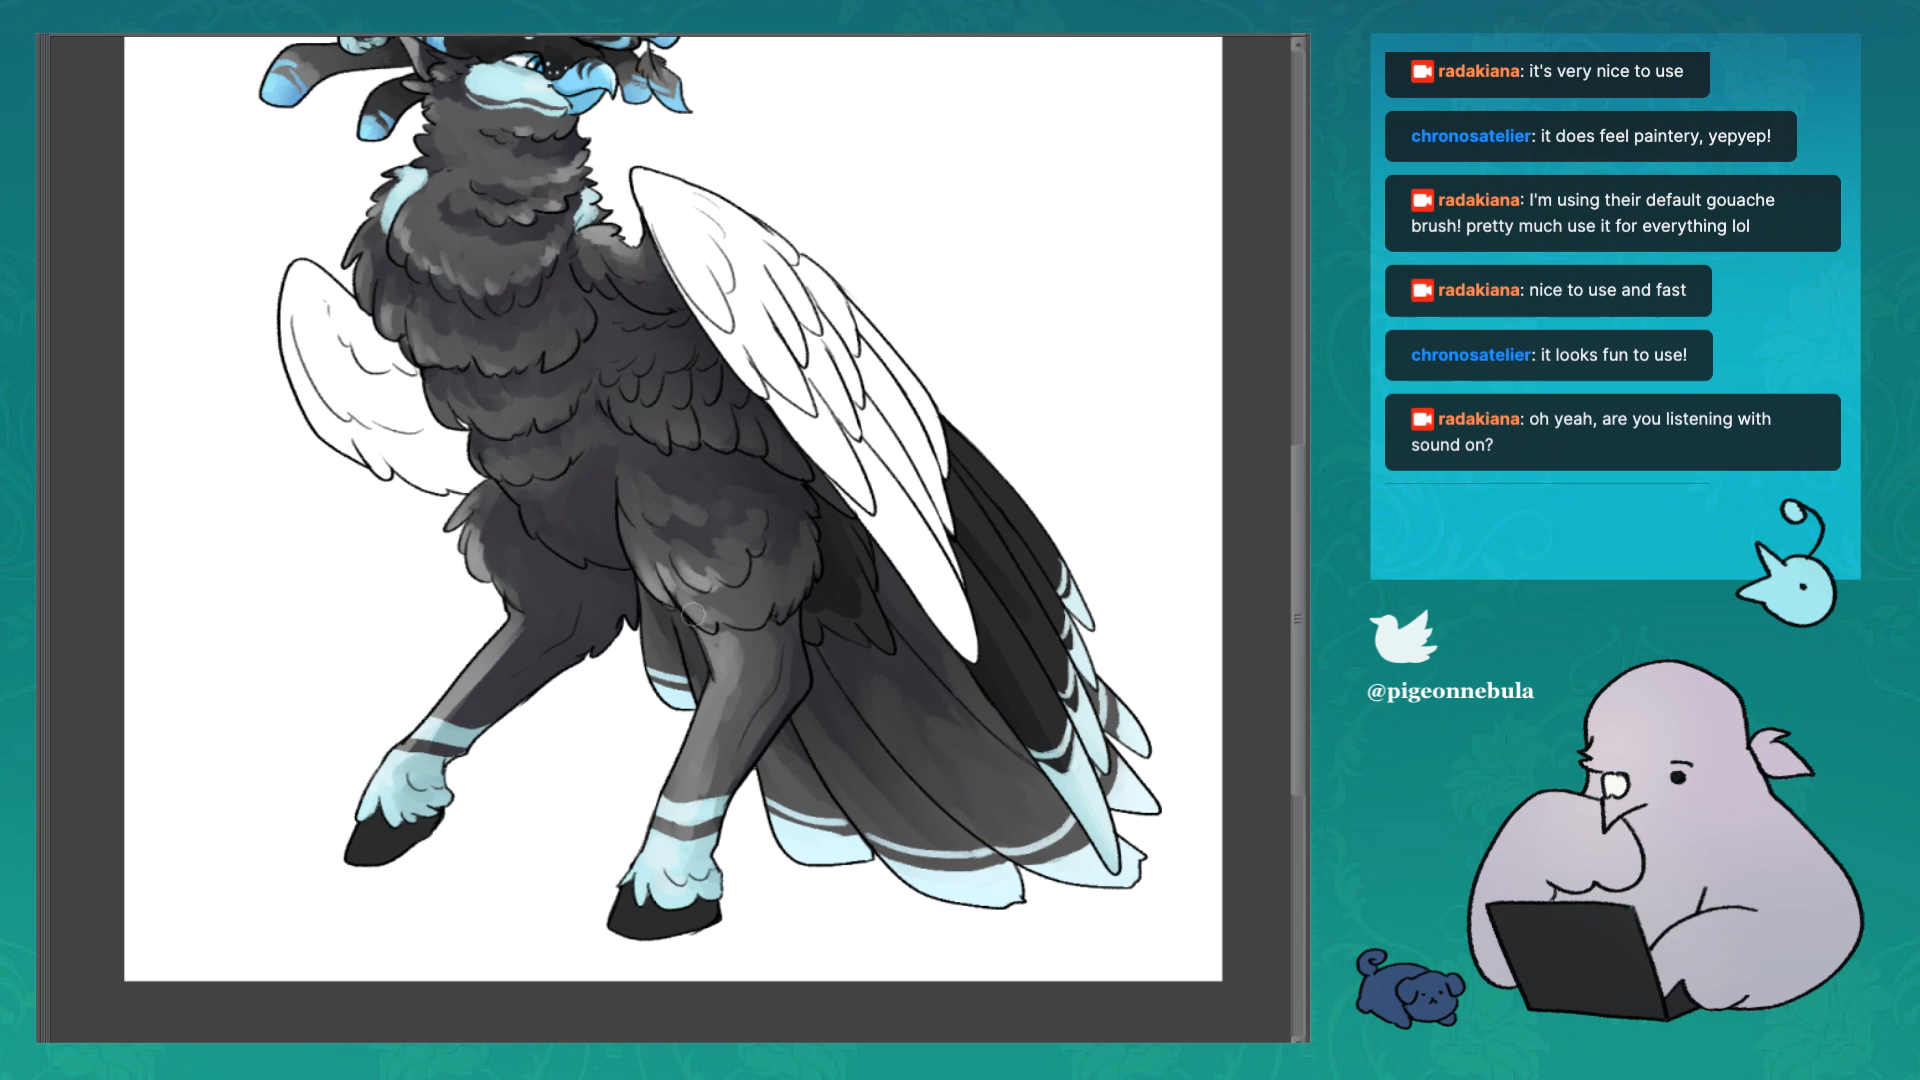 radakiana: it's very nice to use
chronosatelier: it does feel paintery, yepyep!
radakiana: I'm using their default gouache
brush! pretty much use it for everything lol
radakiana: nice to use and fast
chronosatelier: it looks fun to use!
radakiana: oh yeah, are you listening with
sound on?
@pigeonnebula